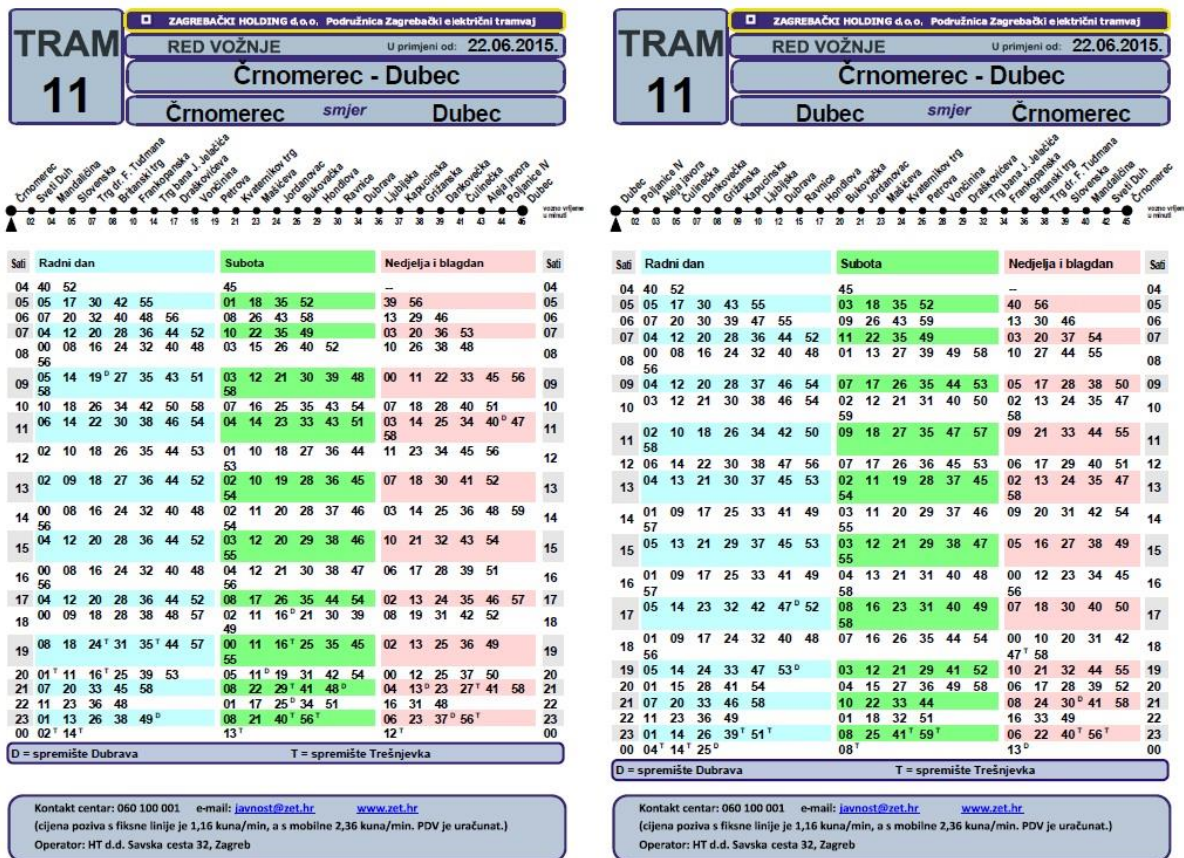 TRAM
11
ZAGREBAČKI HOLDING d.o.o, Podružnica Zagrebački električni tramvaj
RED VOŽNJE U primjeni od: 22.06.2015.
Črnomerec - Dubec
Črnomerec smjer Dubec
Črnomerec
Sveti Duh
Mandaličina
Slovenska
Trg dr. F. Tuđmana
Britanski trg
Frankopanska
Trg bana J. Jelačića
Draškovićeva
Vončinina
Petrova
Kvaternikov trg
Mašićeva
Jordanovac
Bukovačka
Hondlova
Ravnice
Dubrava
Ljubijska
Kapucinska
Grižanska
Dankovečka
Čulinečka
Aleja javora
Poljanice IV
Dubec
vozno vrijeme
u minuti
02 04 05 07 08 10 14 17 18 19 21 23 24 28 29 30 34 36 37 38 39 41 43 44 46
Sati Radni dan Subota Nedjelja i blagdan Sati
04 40 52 45 -- 04
05 05 17 30 42 55 01 18 35 52 39 56 05
06 07 20 32 40 48 56 08 26 43 58 13 29 46 06
07 04 12 20 28 36 44 52 10 22 35 49 03 20 36 53 07
08 00 08 16 24 32 40 48 03 15 26 40 52 10 26 38 48 08
56
09 05 14 19 D 27 35 43 51 03 12 21 30 39 48 00 11 22 33 45 56 09
58 58
10 10 18 26 34 42 50 58 07 16 25 35 43 54 07 18 28 40 51 10
11 06 14 22 30 38 46 54 04 14 23 33 43 51 03 14 25 34 40 D 47 11
58
12 02 10 18 26 35 44 53 01 10 18 27 36 44 11 23 34 45 56 12
53
13 02 09 18 27 36 44 52 02 10 19 28 36 45 07 18 30 41 52 13
54
14 00 08 16 24 32 40 48 02 11 20 28 37 46 03 14 25 36 48 59 14
56 54
15 04 12 20 28 36 44 52 03 12 20 29 38 46 10 21 32 43 54 15
55
16 00 08 16 24 32 40 48 04 12 21 30 38 47 06 17 28 39 51 16
56 56
17 04 12 20 28 36 44 52 08 17 26 35 44 54 02 13 24 35 46 57 17
18 00 09 18 28 38 48 57 02 11 16 D 21 30 39 08 19 31 42 52 18
49
19 08 18 24 T 31 35 T 44 57 00 11 16 T 25 35 45 02 13 25 36 49 19
55
20 01 T 11 16 T 25 39 53 05 11 D 19 31 42 54 00 12 25 37 50 20
21 07 20 33 45 58 08 22 29 T 41 48 D 04 13 D 23 27 T 41 58 21
22 11 23 36 48 01 17 25 D 34 51 16 31 48 22
23 01 13 26 38 49 D 08 21 40 T 56 T 06 23 37 D 56 T 23
00 02 T 14 T 13 T 12 T 00
D = spremište Dubrava T = spremište Trešnjevka
Kontakt centar: 060 100 001 e-mail: javnost@zet.hr www.zet.hr
(cijena poziva s fiksne linije je 1,16 kuna/min, a s mobilne 2,36 kuna/min. PDV je uračunat.)
Operator: HT d.d. Savska cesta 32, Zagreb
TRAM
11
ZAGREBAČKI HOLDING d.o.o, Podružnica Zagrebački električni tramvaj
RED VOŽNJE U primjeni od: 22.06.2015.
Črnomerec - Dubec
Dubec smjer Črnomerec
Dubec
Poljanice IV
Aleja javora
Čulinečka
Dankovečka
Grižanska
Kapucinska
Ljubijska
Dubrava
Ravnice
Hondlova
Bukovačka
Jordanovac
Mašićeva
Kvaternikov trg
Petrova
Vončinina
Draškovićeva
Trg bana J. Jelačića
Frankopanska
Britanski trg
Trg dr. F. Tuđmana
Slovenska
Mandaličina
Sveti Duh
Črnomerec
vozno vrijeme
u minuti
02 03 05 07 08 09 10 12 15 17 20 21 23 24 26 28 29 32 34 36 38 39 40 42 45
Sati Radni dan Subota Nedjelja i blagdan Sati
04 40 52 45 -- 04
05 05 17 30 43 55 03 18 35 52 40 56 05
06 07 20 30 39 47 55 09 26 43 59 13 30 46 06
07 04 12 20 28 36 44 52 11 22 35 49 03 20 37 54 07
08 00 08 16 24 32 40 48 01 13 27 39 49 58 10 27 44 55 08
56
09 04 12 20 28 37 46 54 07 17 26 35 44 53 05 17 28 38 50 09
10 03 12 21 30 38 46 54 02 12 21 31 40 50 02 13 24 35 47 10
59 58
11 02 10 18 26 34 42 50 09 18 27 35 47 57 09 21 33 44 55 11
58
12 06 14 22 30 38 47 56 07 17 26 36 45 53 06 17 29 40 51 12
13 04 13 21 30 37 45 53 02 11 19 28 37 45 02 13 24 35 47 13
54 58
14 01 09 17 25 33 41 49 03 11 20 29 37 46 09 20 31 42 54 14
57 55
15 05 13 21 29 37 45 53 03 12 21 29 38 47 05 16 27 38 49 15
55
16 01 09 17 25 33 41 49 04 13 21 31 40 48 00 12 23 34 45 16
57 56
17 05 14 23 32 42 47 D 52 08 16 23 31 40 49 07 18 30 40 50 17
58
18 01 09 17 24 32 40 48 07 16 26 35 44 54 00 10 20 31 42 18
56 47 T 58
19 05 14 24 33 47 53 D 03 12 21 29 41 52 10 21 32 44 55 19
20 01 15 28 41 54 04 15 27 36 49 58 06 17 28 39 52 20
21 07 20 33 46 58 10 22 33 44 08 24 30 D 41 58 21
22 11 23 36 49 01 18 32 51 16 33 49 22
23 01 14 26 39 T 51 T 08 25 41 T 59 T 06 22 40 T 56 T 23
00 04 T 14 T 25 D 08 T 13 D 00
D = spremište Dubrava T = spremište Trešnjevka
Kontakt centar: 060 100 001 e-mail: javnost@zet.hr www.zet.hr
(cijena poziva s fiksne linije je 1,16 kuna/min, a s mobilne 2,36 kuna/min. PDV je uračunat.)
Operator: HT d.d. Savska cesta 32, Zagreb